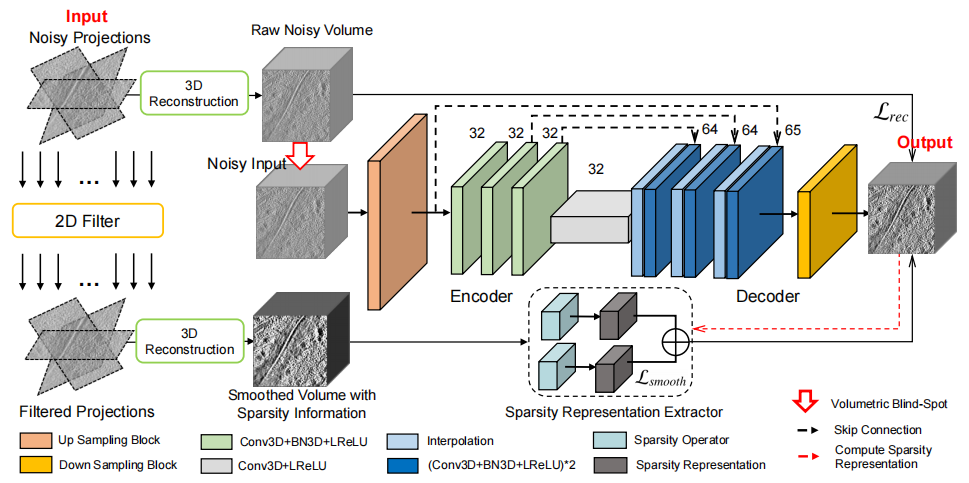 Input
Noisy Projections
3D
Reconstruction
Raw Noisy Volume
Noisy Input
...
2D Filter
...
3D
Reconstruction
Filtered Projections
Smoothed Volume with
Sparsity Information
32
32
32
32
64
64
65
Encoder
Decoder
ℒrec
Output
ℒsmooth
Sparsity Representation Extractor
Up Sampling Block
Down Sampling Block
Conv3D+BN3D+LReLU
Conv3D+LReLU
Interpolation
(Conv3D+BN3D+LReLU)*2
Sparsity Operator
Sparsity Representation
Volumetric Blind-Spot
Skip Connection
Compute Sparsity
Representation